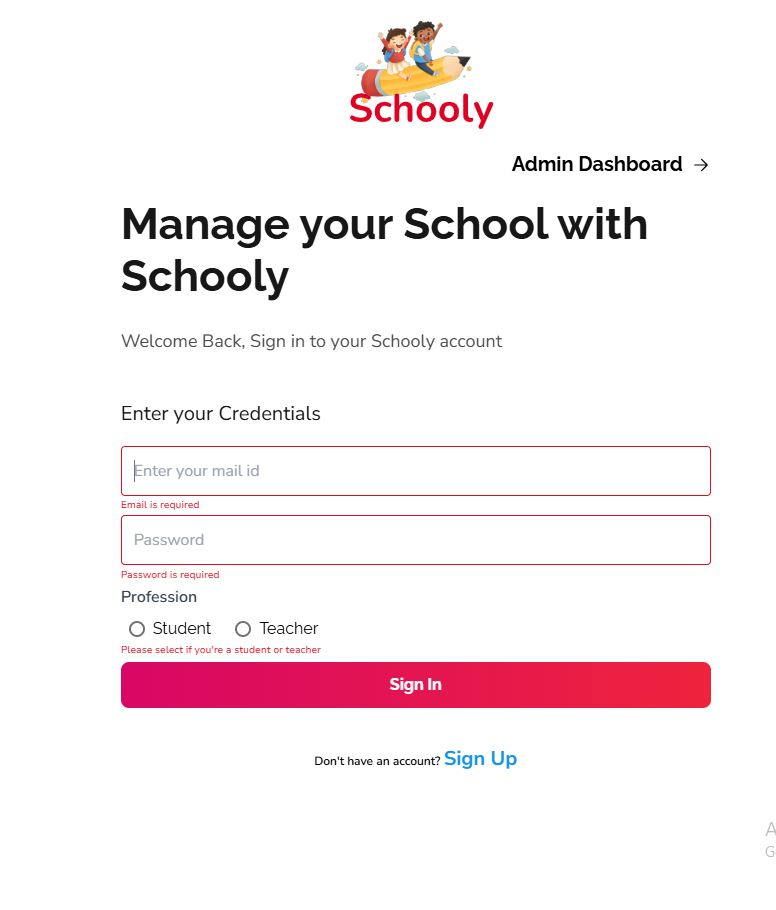 Schooly
Admin Dashboard →
Manage your School with
Schooly
Welcome Back, Sign in to your Schooly account
Enter your Credentials
Enter your mail id
Email is required
Password
Password is required
Profession
Student Teacher
Please select if you're a student or teacher
Sign In
Don't have an account? Sign Up
A
G